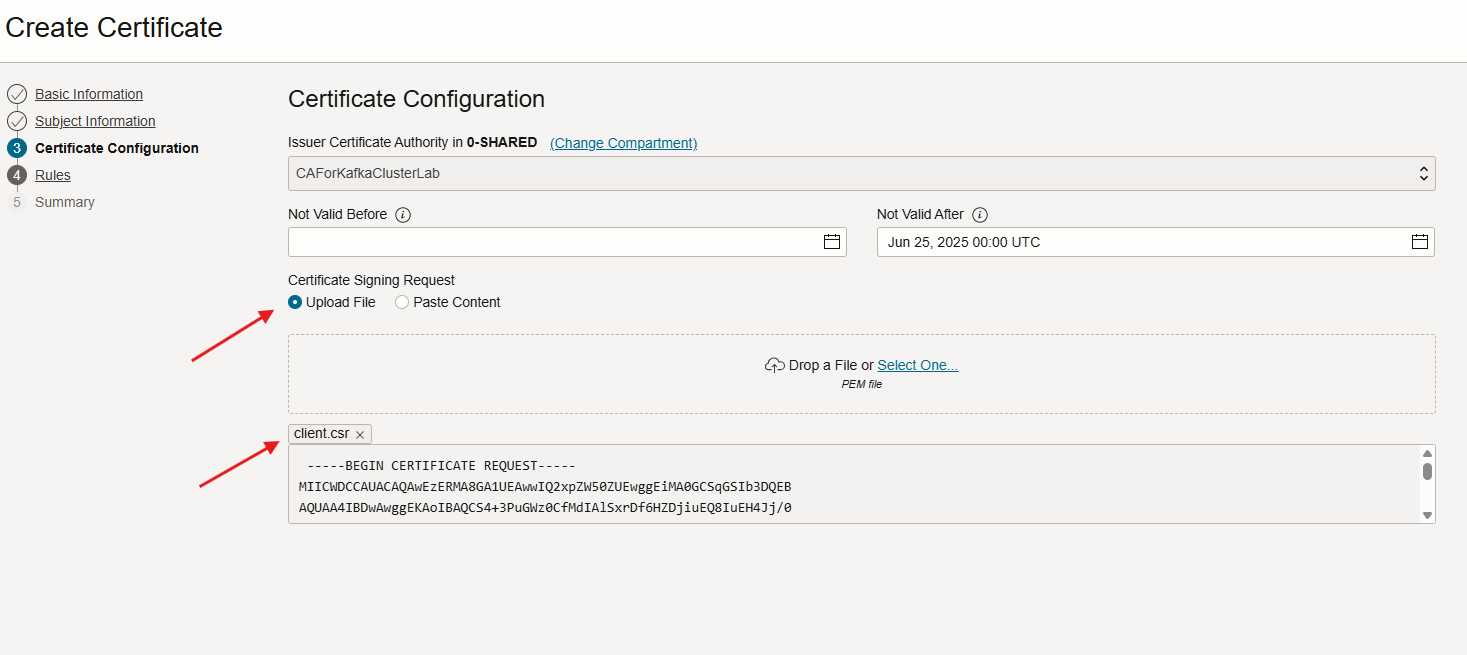 Create Certificate
Basic Information
Subject Information
3 Certificate Configuration
4 Rules
5 Summary
Certificate Configuration
Issuer Certificate Authority in 0-SHARED (Change Compartment)
CAForKafkaClusterLab
Not Valid Before i Not Valid After i
Jun 25, 2025 00:00 UTC
Certificate Signing Request
Upload File Paste Content
Drop a File or Select One...
PEM file
client.csr ×
-----BEGIN CERTIFICATE REQUEST-----
MIICWDCCAUACAQAwEzERMA8GA1UEAwwIQ2xpZW50ZUEwggEiMA0GCSqGSIb3DQEB
AQUAA4IBDwAwggEKAoIBAQCS4+3PuGWz0CfMdIAlSxrDf6HZDjiuEQ8IuEH4Jj/0